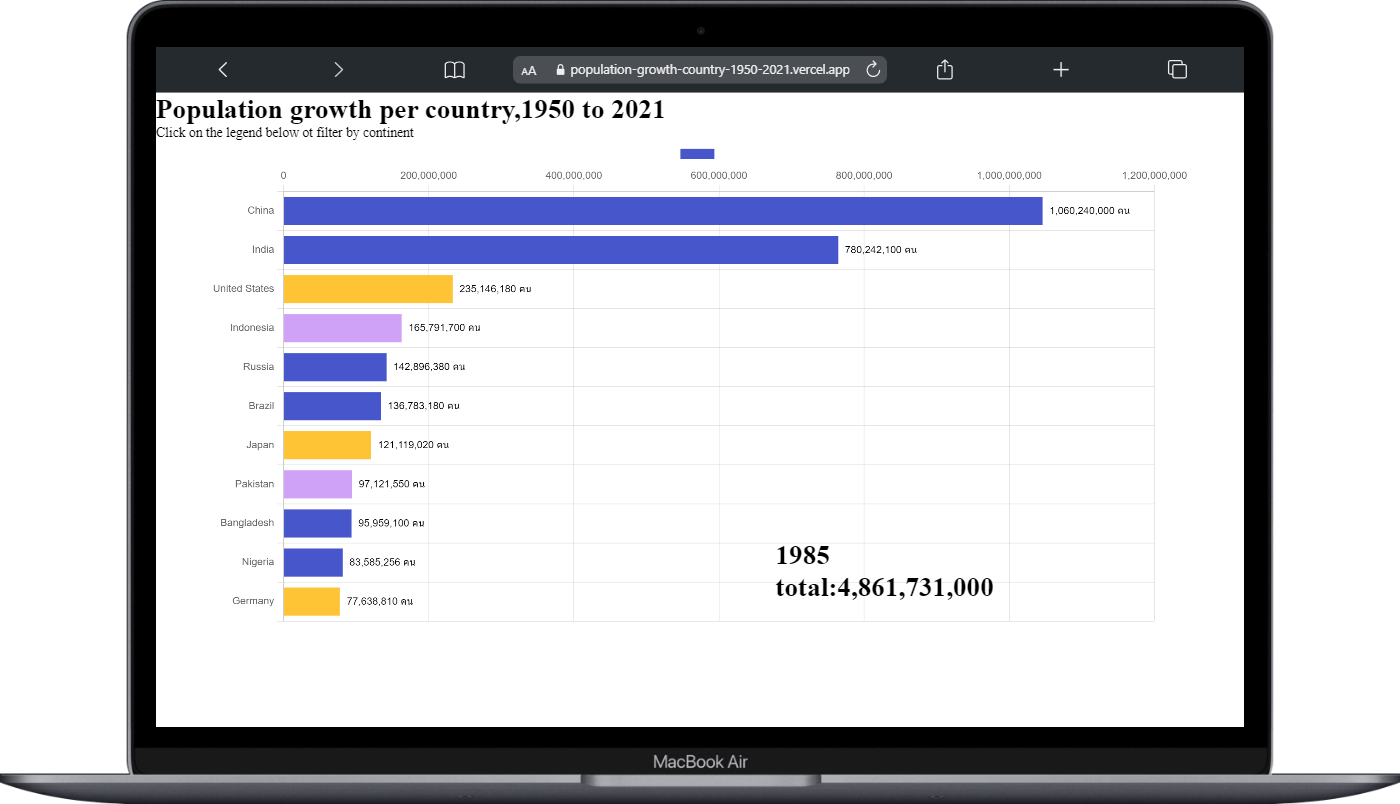 AA population-growth-country-1950-2021.vercel.app
Population growth per country,1950 to 2021
Click on the legend below ot filter by continent
0 200,000,000 400,000,000 600,000,000 800,000,000 1,000,000,000 1,200,000,000
China 1,060,240,000 คน
India 780,242,100 คน
United States 235,146,180 คน
Indonesia 165,791,700 คน
Russia 142,896,380 คน
Brazil 136,783,180 คน
Japan 121,119,020 คน
Pakistan 97,121,550 คน
Bangladesh 95,959,100 คน
Nigeria 83,585,256 คน
Germany 77,638,810 คน
1985
total:4,861,731,000
MacBook Air